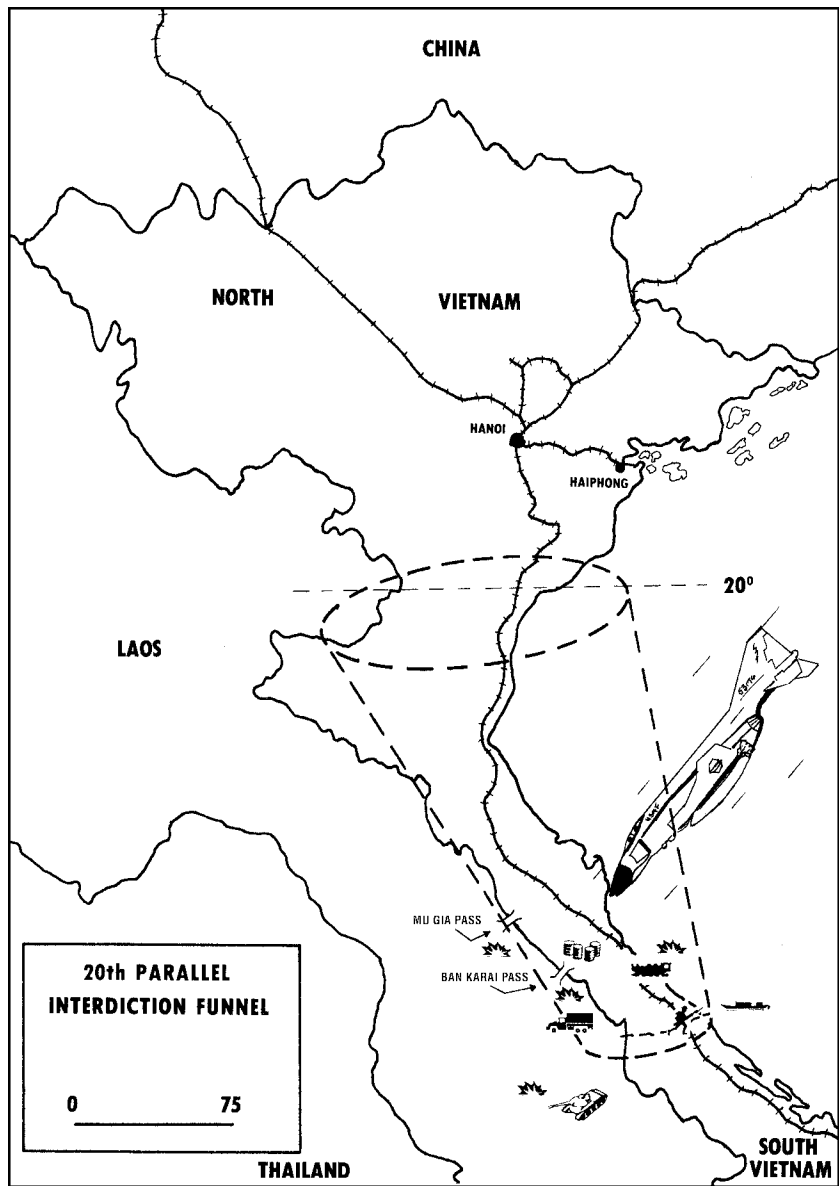 CHINA
NORTH
VIETNAM
HANOI
HAIPHONG
20⁰
LAOS
MU GIA PASS
BAN KARAI PASS
20th PARALLEL
INTERDICTION FUNNEL
0 75
THAILAND
SOUTH
VIETNAM